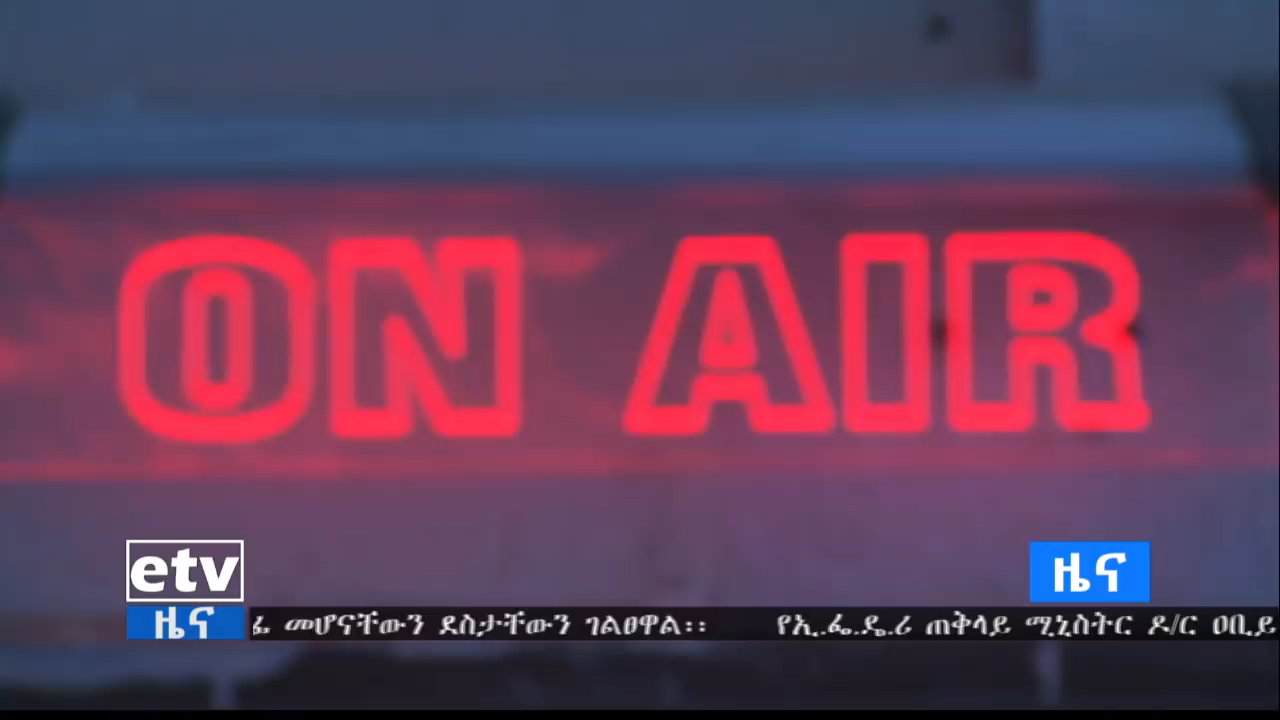 ON AIR
etv
ዜና
ዜና
ፊ መሆናቸውን ደስታቸውን ገልፀዋል፡፡ የኢ.ፌ.ዴ.ሪ ጠቅላይ ሚኒስትር ዶ/ር ዐቢይ